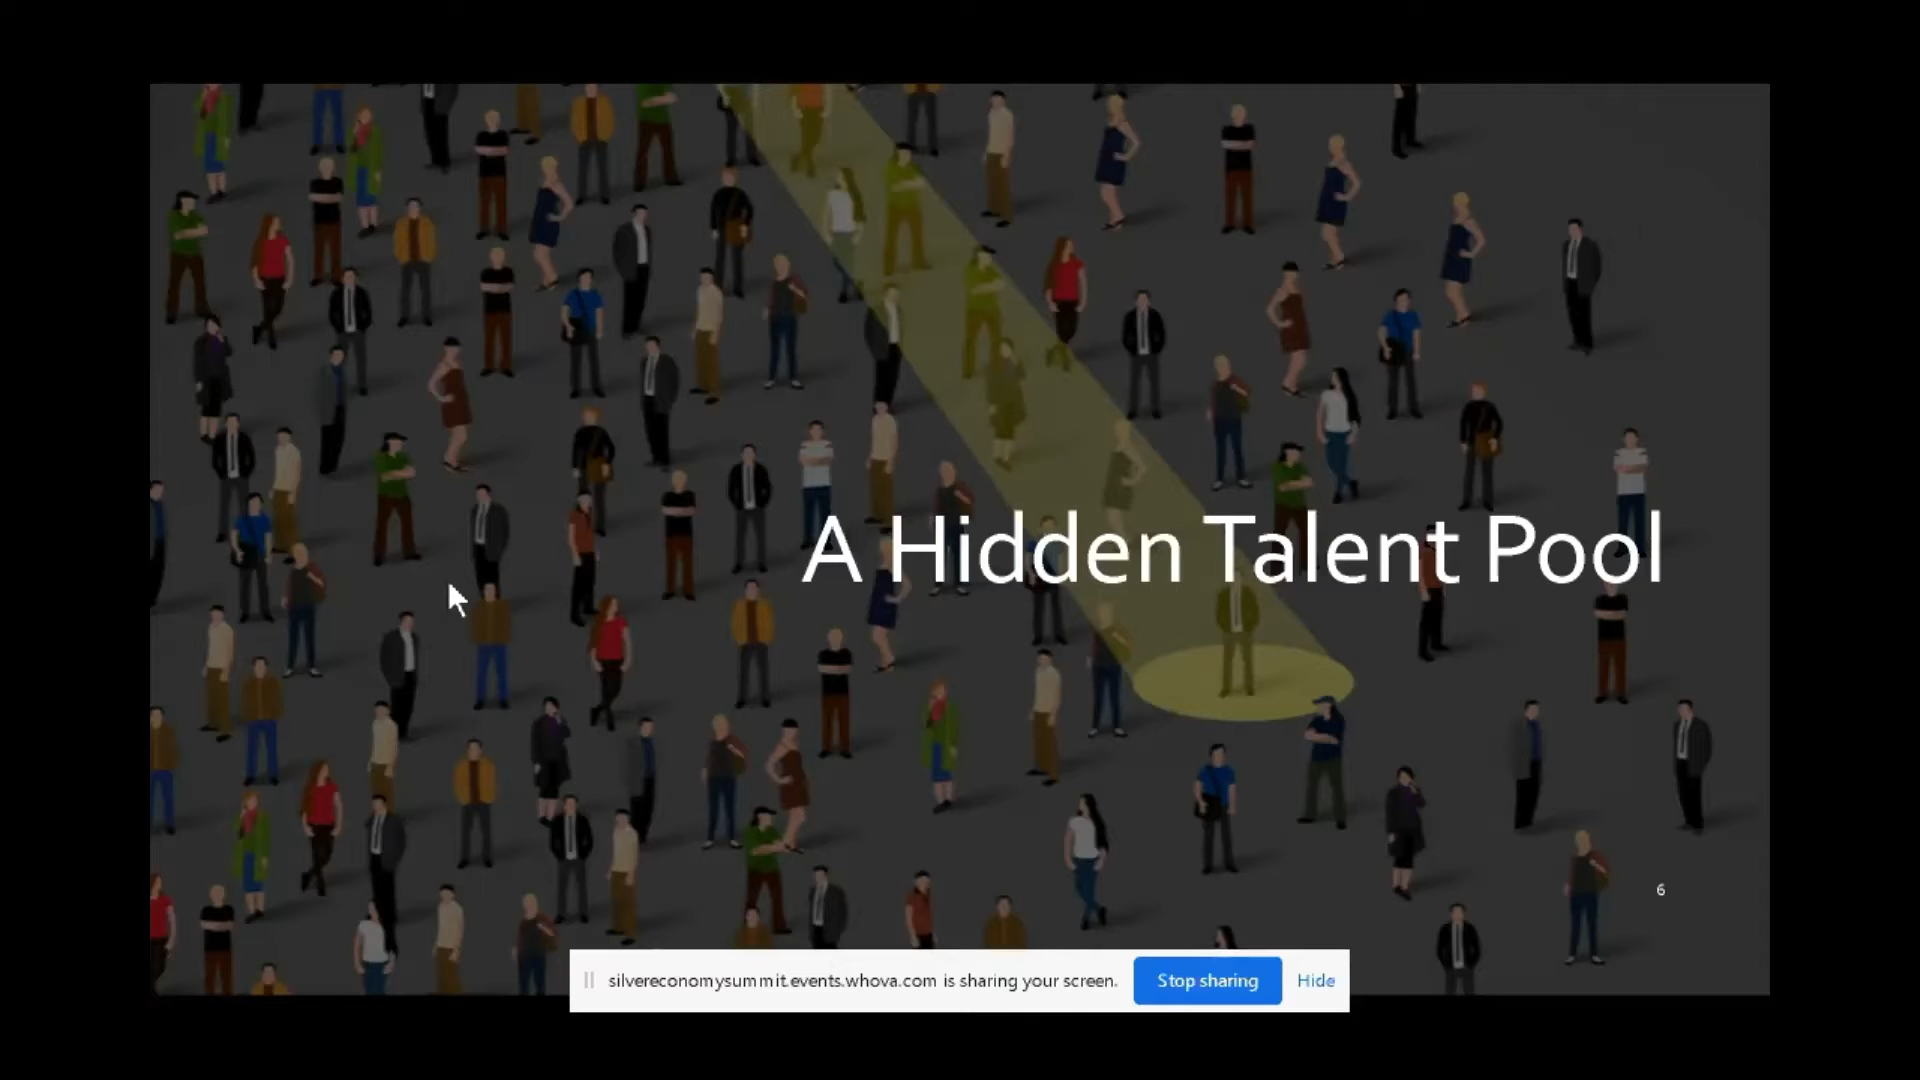 A Hidden Talent Pool
6
silvereconomysummit.events.whova.com is sharing your screen.
Stop sharing
Hide